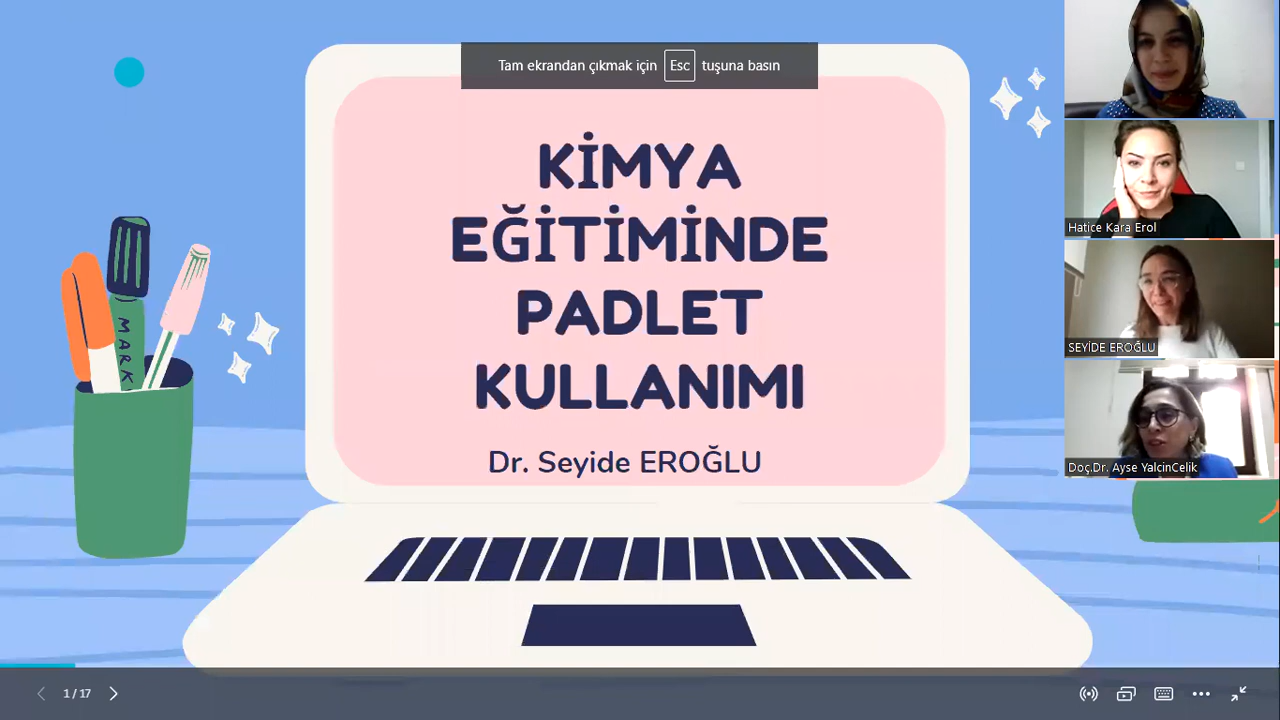 Tam ekrandan çıkmak için Esc tuşuna basın
KİMYA
EĞİTİMİNDE
PADLET
KULLANIMI
Dr. Seyide EROĞLU
MARK
Hatice Kara Erol
SEYİDE EROĞLU
Doç.Dr. Ayse YalcinCelik
1 / 17